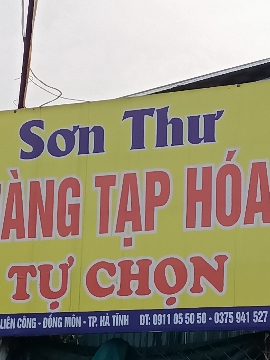 Sơn Thư
HÀNG TẠP HÓA
TỰ CHỌN
LIÊN CÔNG - ĐỒNG MÔN - TP. HÀ TĨNH ĐT: 0911 05 50 50 - 0375 941 527